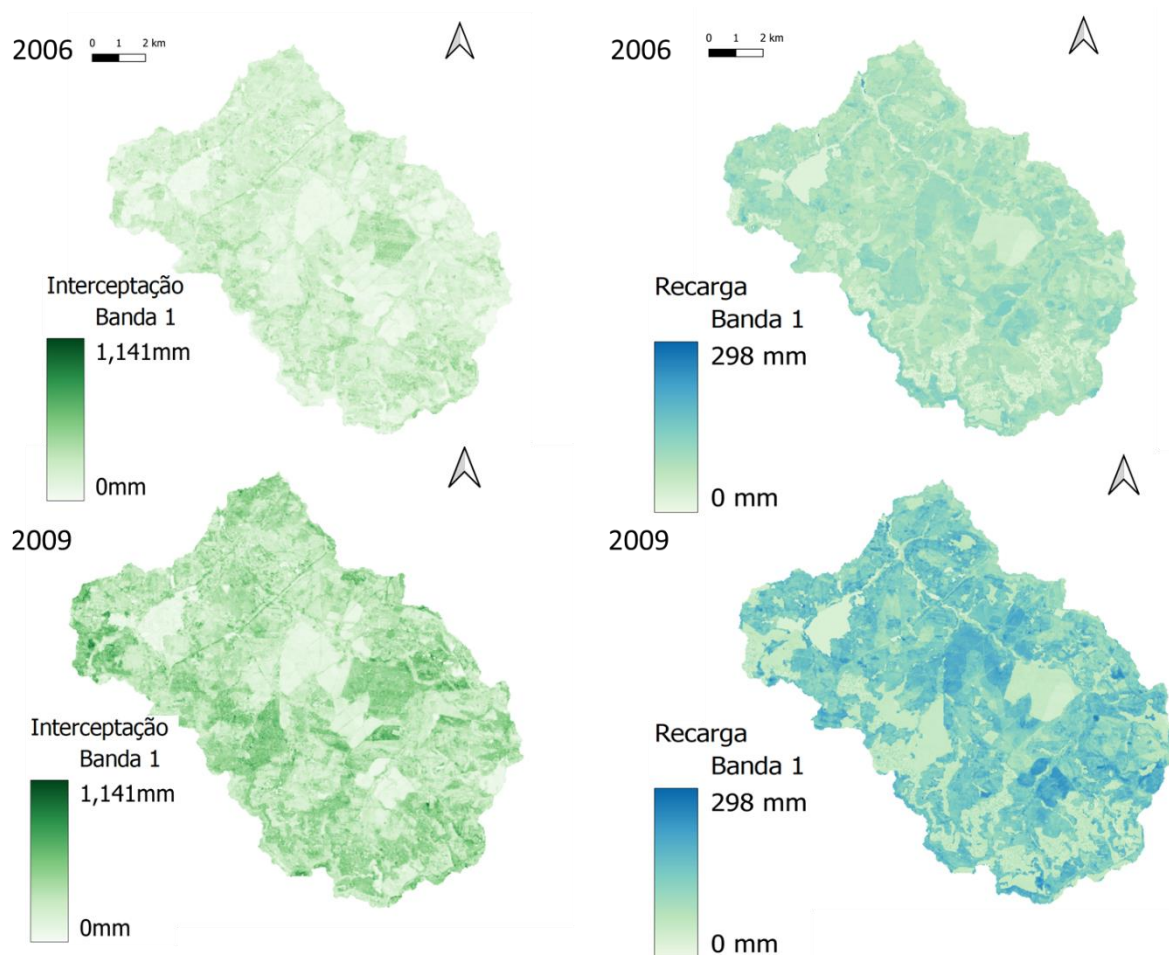 2006
0 1 2 km
Interceptação
Banda 1
1,141mm
0mm
2006
0 1 2 km
Recarga
Banda 1
298 mm
0 mm
2009
Interceptação
Banda 1
1,141mm
0mm
2009
Recarga
Banda 1
298 mm
0 mm